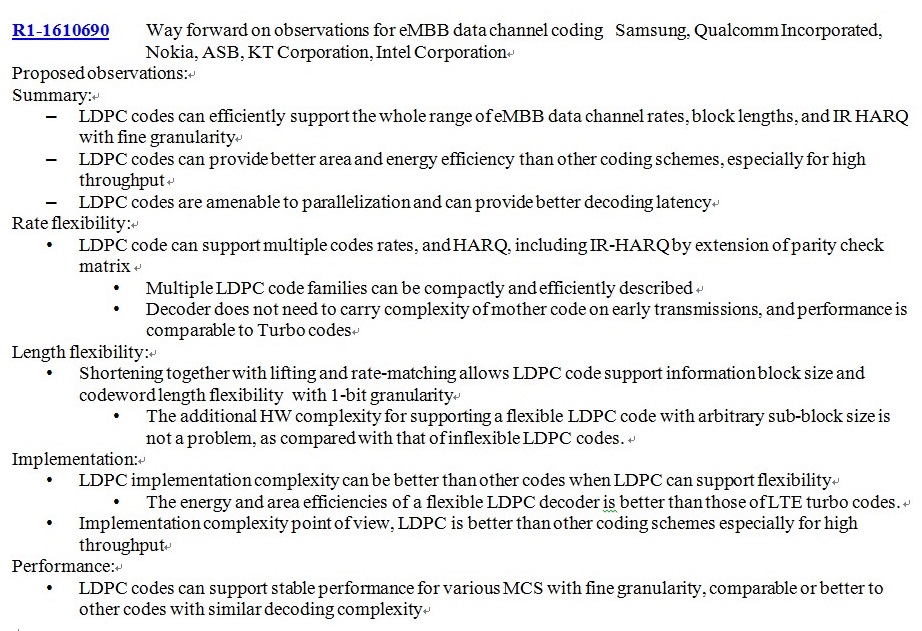 R1-1610690 Way forward on observations for eMBB data channel coding Samsung, Qualcomm Incorporated,
Nokia, ASB, KT Corporation, Intel Corporation
Proposed observations:
Summary:
– LDPC codes can efficiently support the whole range of eMBB data channel rates, block lengths, and IR HARQ
with fine granularity
– LDPC codes can provide better area and energy efficiency than other coding schemes, especially for high
throughput
– LDPC codes are amenable to parallelization and can provide better decoding latency
Rate flexibility:
• LDPC code can support multiple codes rates, and HARQ, including IR-HARQ by extension of parity check
matrix
• Multiple LDPC code families can be compactly and efficiently described
• Decoder does not need to carry complexity of mother code on early transmissions, and performance is
comparable to Turbo codes
Length flexibility:
• Shortening together with lifting and rate-matching allows LDPC code support information block size and
codeword length flexibility with 1-bit granularity
• The additional HW complexity for supporting a flexible LDPC code with arbitrary sub-block size is
not a problem, as compared with that of inflexible LDPC codes.
Implementation:
• LDPC implementation complexity can be better than other codes when LDPC can support flexibility
• The energy and area efficiencies of a flexible LDPC decoder is better than those of LTE turbo codes.
• Implementation complexity point of view, LDPC is better than other coding schemes especially for high
throughput
Performance:
• LDPC codes can support stable performance for various MCS with fine granularity, comparable or better to
other codes with similar decoding complexity